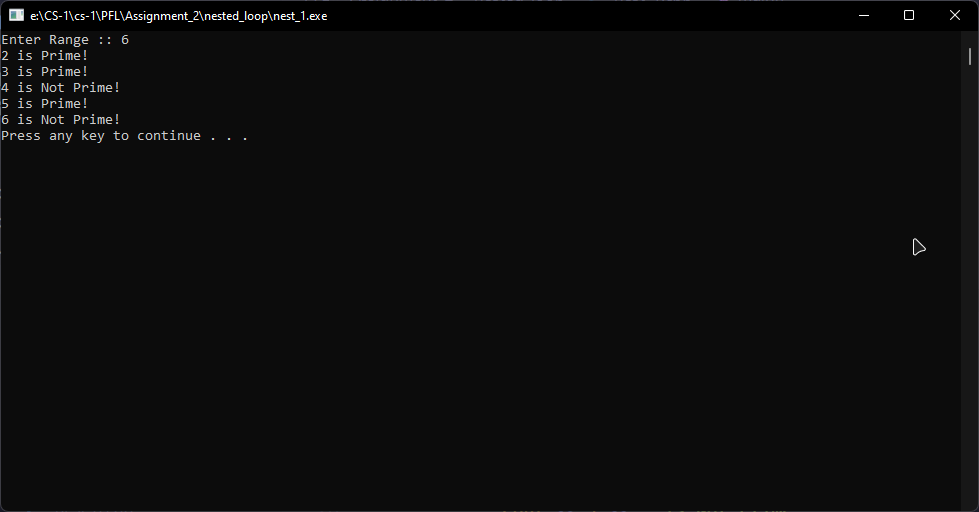 e:\CS-1\cs-1\PFL\Assignment_2\nested_loop\nest_1.exe
Enter Range :: 6
2 is Prime!
3 is Prime!
4 is Not Prime!
5 is Prime!
6 is Not Prime!
Press any key to continue . . .